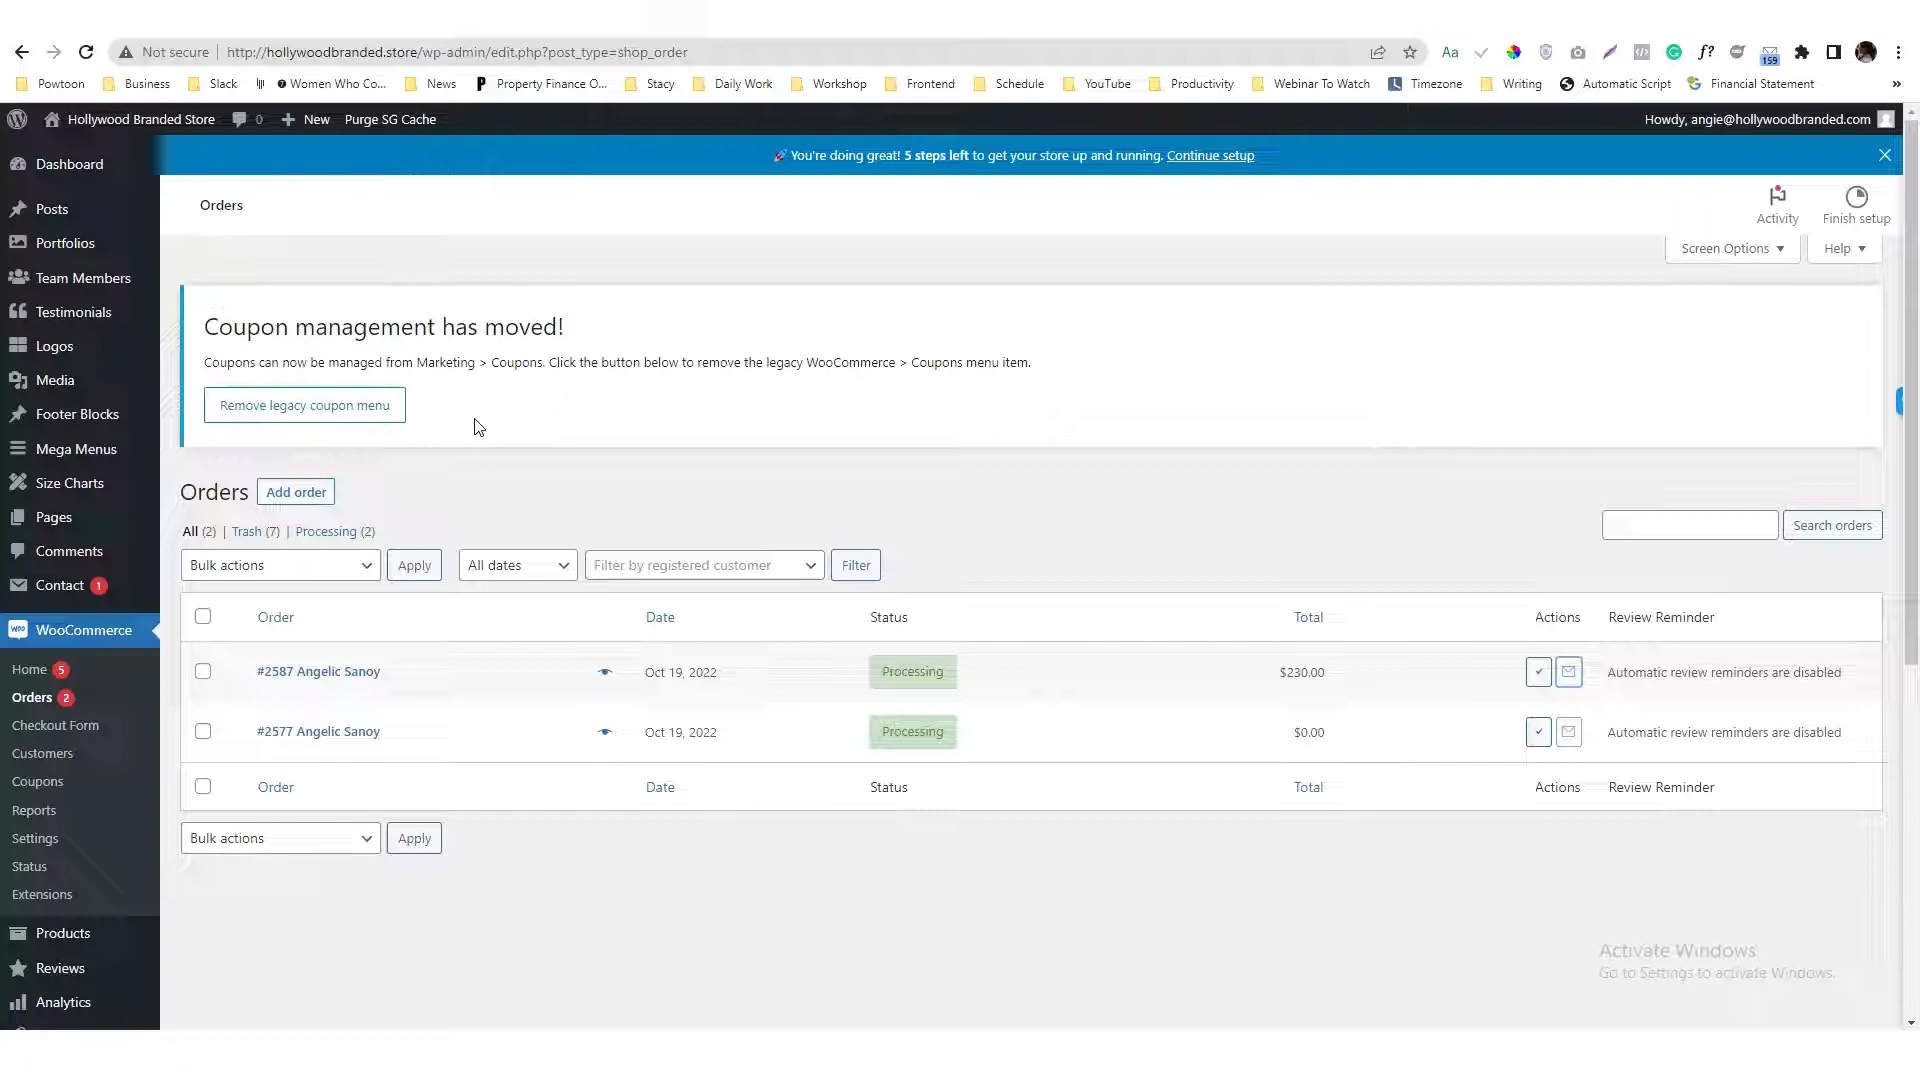 Not secure
http://hollywoodbranded.store/wp-admin/edit.php?post_type=shop_order
Aa
f?
159
Powtoon
Business
Slack
Women Who Co...
News
Property Finance O...
Stacy
Daily Work
Workshop
Frontend
Schedule
YouTube
Productivity
Webinar To Watch
Timezone
Writing
Automatic Script
Financial Statement
»
Hollywood Branded Store
0
New
Purge SG Cache
Howdy, angie@hollywoodbranded.com
Dashboard
Posts
Portfolios
Team Members
Testimonials
Logos
Media
Footer Blocks
Mega Menus
Size Charts
Pages
Comments
Contact 1
WooCommerce
Home 5
Orders 2
Checkout Form
Customers
Coupons
Reports
Settings
Status
Extensions
Products
Reviews
Analytics
You're doing great! 5 steps left to get your store up and running. Continue setup
Orders
Activity
Finish setup
Screen Options
Help
Coupon management has moved!
Coupons can now be managed from Marketing > Coupons. Click the button below to remove the legacy WooCommerce > Coupons menu item.
Remove legacy coupon menu
Orders Add order
All (2) | Trash (7) | Processing (2)
Search orders
Bulk actions Apply All dates Filter by registered customer Filter
Order Date Status Total Actions Review Reminder
#2587 Angelic Sanoy Oct 19, 2022 Processing $230.00 Automatic review reminders are disabled
#2577 Angelic Sanoy Oct 19, 2022 Processing $0.00 Automatic review reminders are disabled
Order Date Status Total Actions Review Reminder
Bulk actions Apply
Activate Windows
Go to Settings to activate Windows.